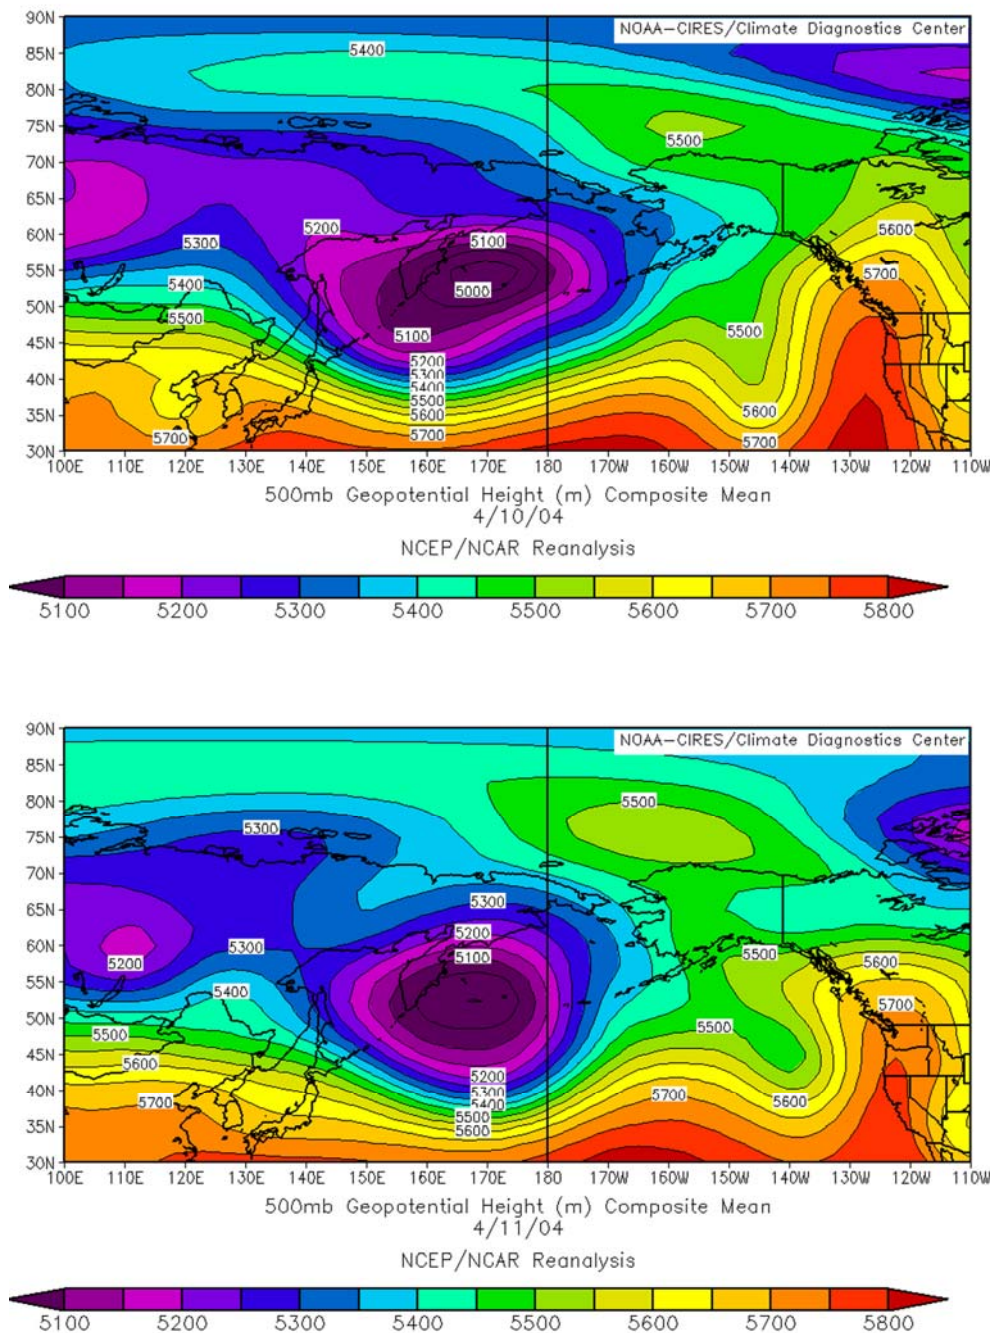 90N
NOAA-CIRES/Climate Diagnostics Center
85N
5400
80N
75N
5500
70N
65N
60N
5200
5100
5600
5300
55N
5700
5400
5000
50N
5500
5500
5100
45N
5200
5300
40N
5400
5500
35N
5600
5600
5700
5700
5700
30N
100E 110E 120E 130E 140E 150E 160E 170E 180 170W 160W 150W 140W 130W 120W 110W
500mb Geopotential Height (m) Composite Mean
4/10/04
NCEP/NCAR Reanalysis
5100 5200 5300 5400 5500 5600 5700 5800
90N
NOAA-CIRES/Climate Diagnostics Center
85N
80N
5500
75N
5300
70N
65N
5300
60N
5200
5300
5500
5100
5600
5200
55N
5400
5700
50N
5500
5500
45N
5600
5200
40N
5300
5700
5400
5700
5600
5500
35N
5600
30N
100E 110E 120E 130E 140E 150E 160E 170E 180 170W 160W 150W 140W 130W 120W 110W
500mb Geopotential Height (m) Composite Mean
4/11/04
NCEP/NCAR Reanalysis
5100 5200 5300 5400 5500 5600 5700 5800